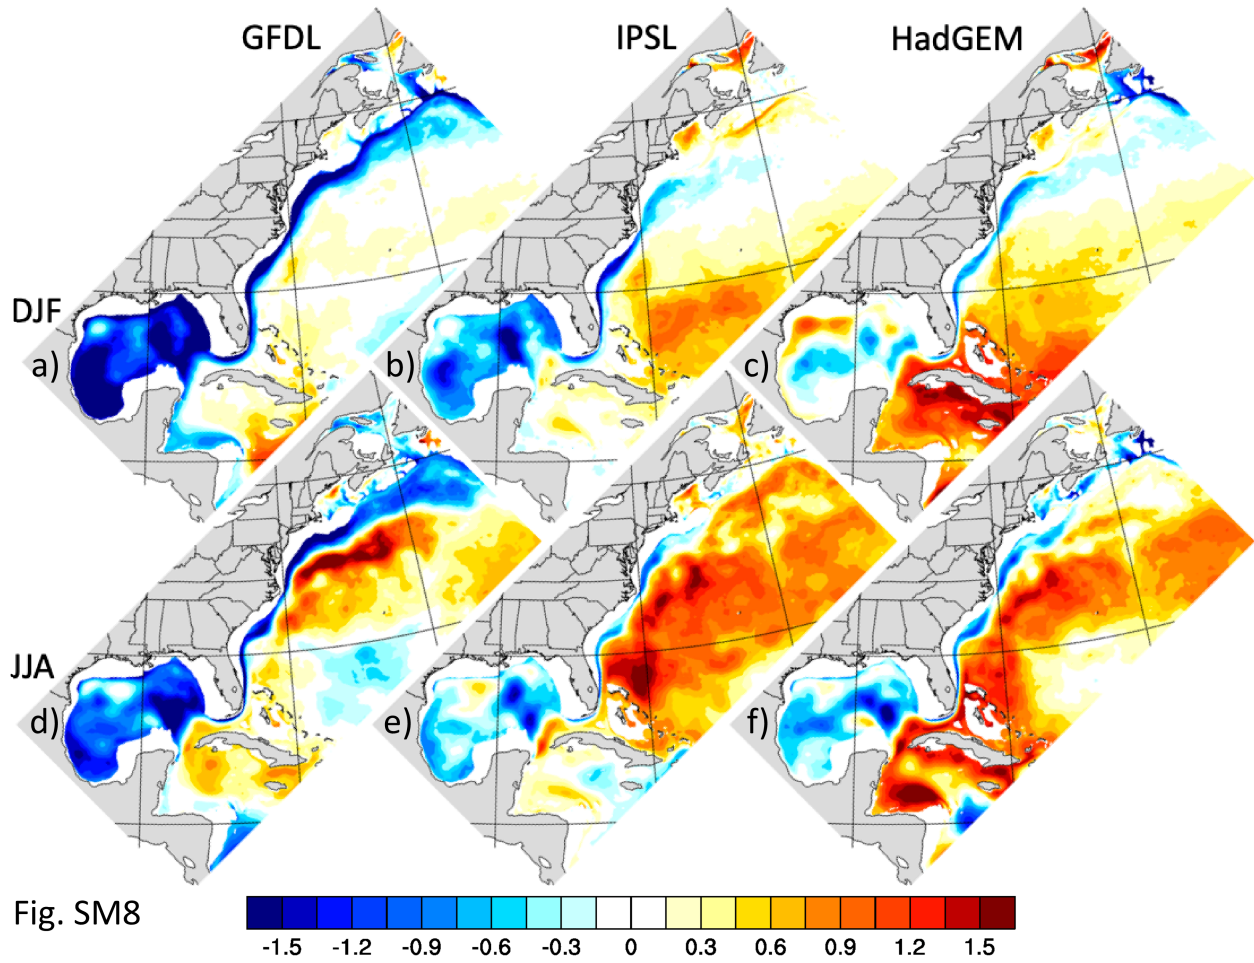 GFDL IPSL HadGEM
DJF
a) b) c)
JJA
d) e) f)
Fig. SM8
-1.5 -1.2 -0.9 -0.6 -0.3 0 0.3 0.6 0.9 1.2 1.5